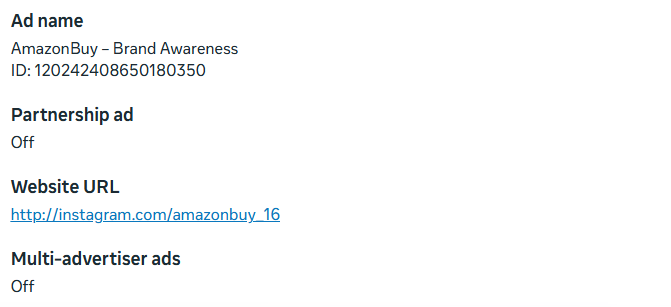 Ad name
AmazonBuy – Brand Awareness
ID: 120242408650180350
Partnership ad
Off
Website URL
http://instagram.com/amazonbuy_16
Multi-advertiser ads
Off